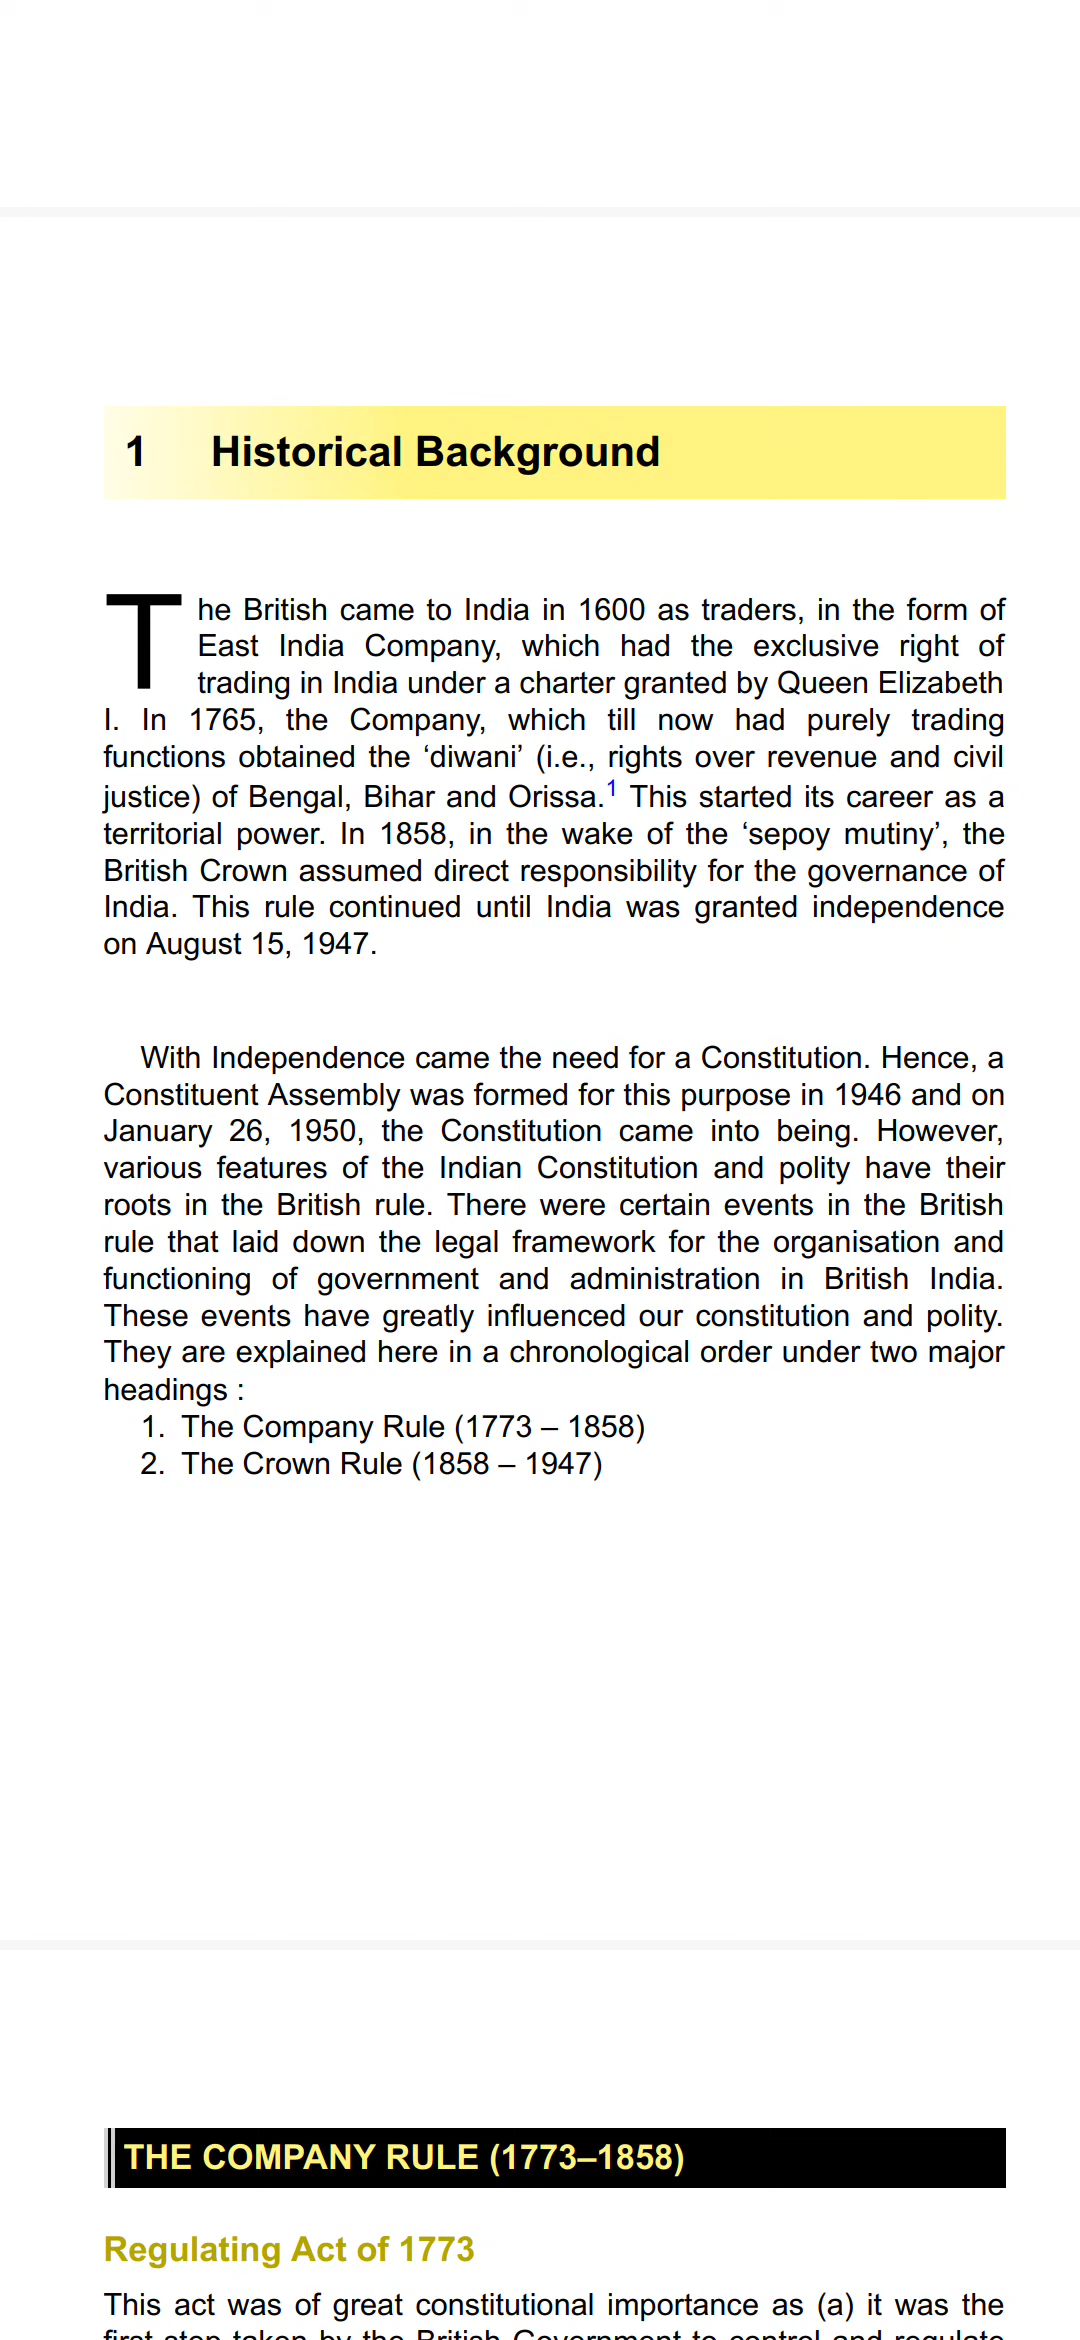 1 Historical Background
The British came to India in 1600 as traders, in the form of
East India Company, which had the exclusive right of
trading in India under a charter granted by Queen Elizabeth
I. In 1765, the Company, which till now had purely trading
functions obtained the ‘diwani’ (i.e., rights over revenue and civil
justice) of Bengal, Bihar and Orissa.1 This started its career as a
territorial power. In 1858, in the wake of the ‘sepoy mutiny’, the
British Crown assumed direct responsibility for the governance of
India. This rule continued until India was granted independence
on August 15, 1947.
With Independence came the need for a Constitution. Hence, a
Constituent Assembly was formed for this purpose in 1946 and on
January 26, 1950, the Constitution came into being. However,
various features of the Indian Constitution and polity have their
roots in the British rule. There were certain events in the British
rule that laid down the legal framework for the organisation and
functioning of government and administration in British India.
These events have greatly influenced our constitution and polity.
They are explained here in a chronological order under two major
headings :
1. The Company Rule (1773 – 1858)
2. The Crown Rule (1858 – 1947)
THE COMPANY RULE (1773–1858)
Regulating Act of 1773
This act was of great constitutional importance as (a) it was the
first step taken by the British Government to control and regulate